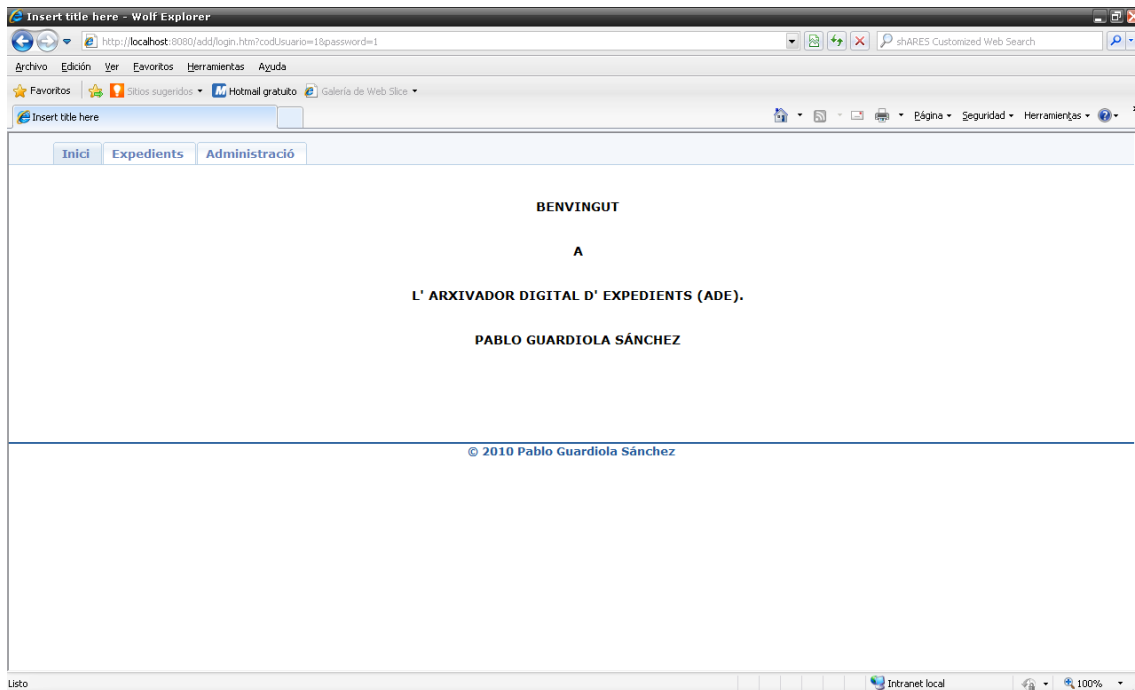 Insert title here - Wolf Explorer
http://localhost:8080/add/login.htm?codUsuario=1&password=1
shARES Customized Web Search
Archivo Edición Ver Favoritos Herramientas Ayuda
Favoritos Sitios sugeridos Hotmail gratuito Galería de Web Slice
Insert title here
Página Seguridad Herramientas
Inici Expedients Administració
BENVINGUT
A
L' ARXIVADOR DIGITAL D' EXPEDIENTS (ADE).
PABLO GUARDIOLA SÁNCHEZ
© 2010 Pablo Guardiola Sánchez
Listo Intranet local 100%